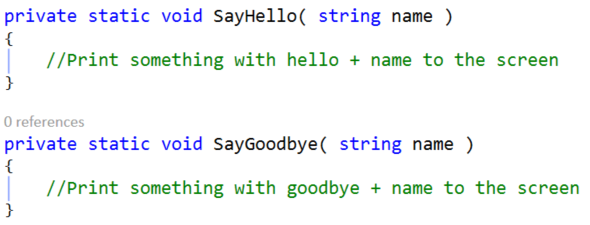 private static void SayHello( string name )
{
//Print something with hello + name to the screen
}
0 references
private static void SayGoodbye( string name )
{
//Print something with goodbye + name to the screen
}